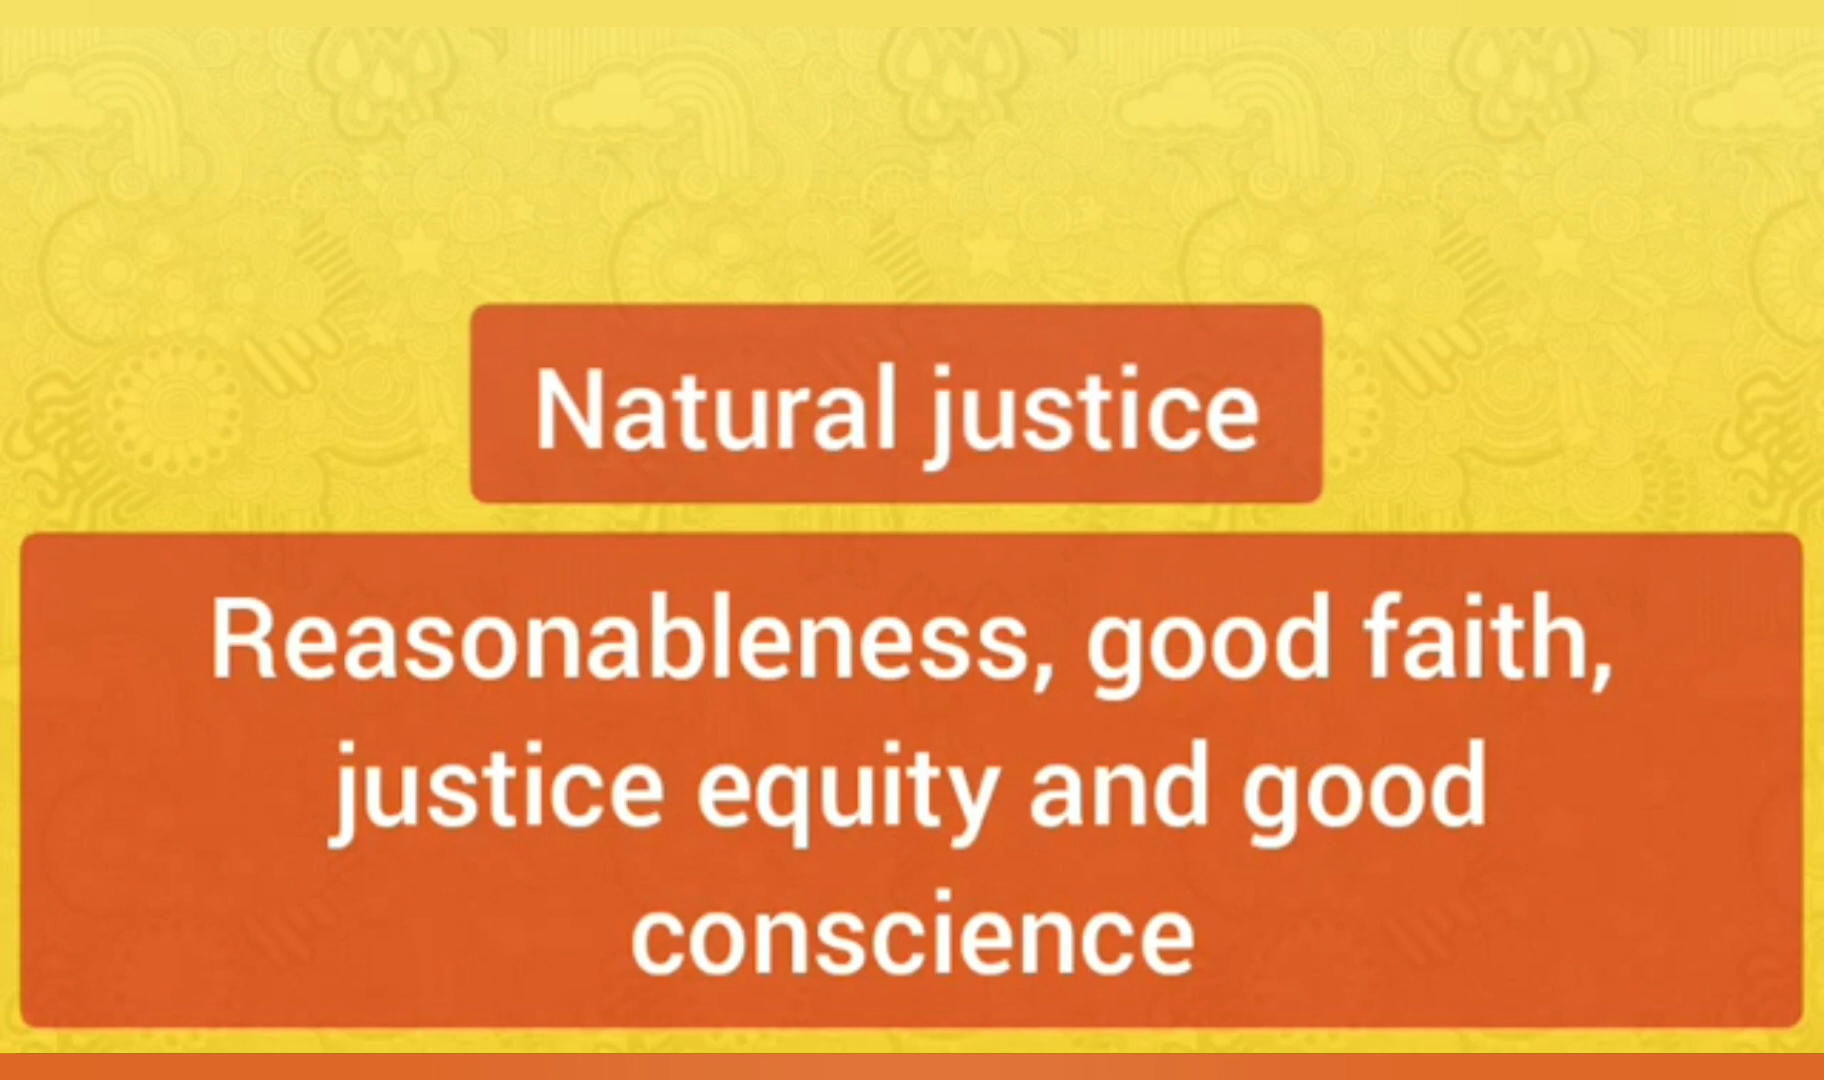 Natural justice
Reasonableness, good faith,
justice equity and good
conscience